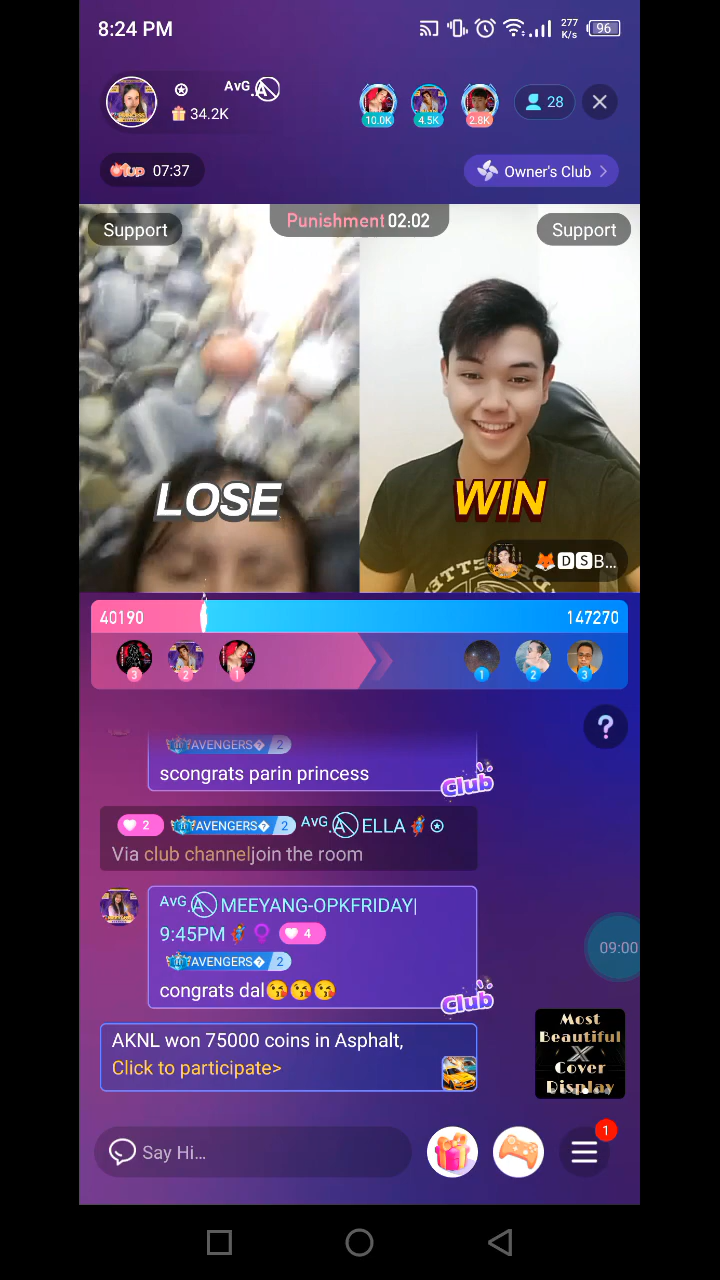 8:24 PM
277
K/s
96
AvG.
34.2K
10.0K
4.5K
2.8K
28
1up 07:37
Owner's Club >
Support
Punishment 02:02
Support
LOSE
WIN
🦊🅳🆂B...
40190
147270
3
2
1
1
2
3
?
AVENGERS� 2
scongrats parin princess
Club
2 AVENGERS� 2 AvG. ELLA
Via club channeljoin the room
AvG. MEEYANG-OPKFRIDAY|
9:45PM ♀ 4
AVENGERS� 2
congrats dal😘😘😘
Club
09:00
AKNL won 75000 coins in Asphalt,
Click to participate>
Most
Beautiful
X
Cover
Display
Say Hi...
1